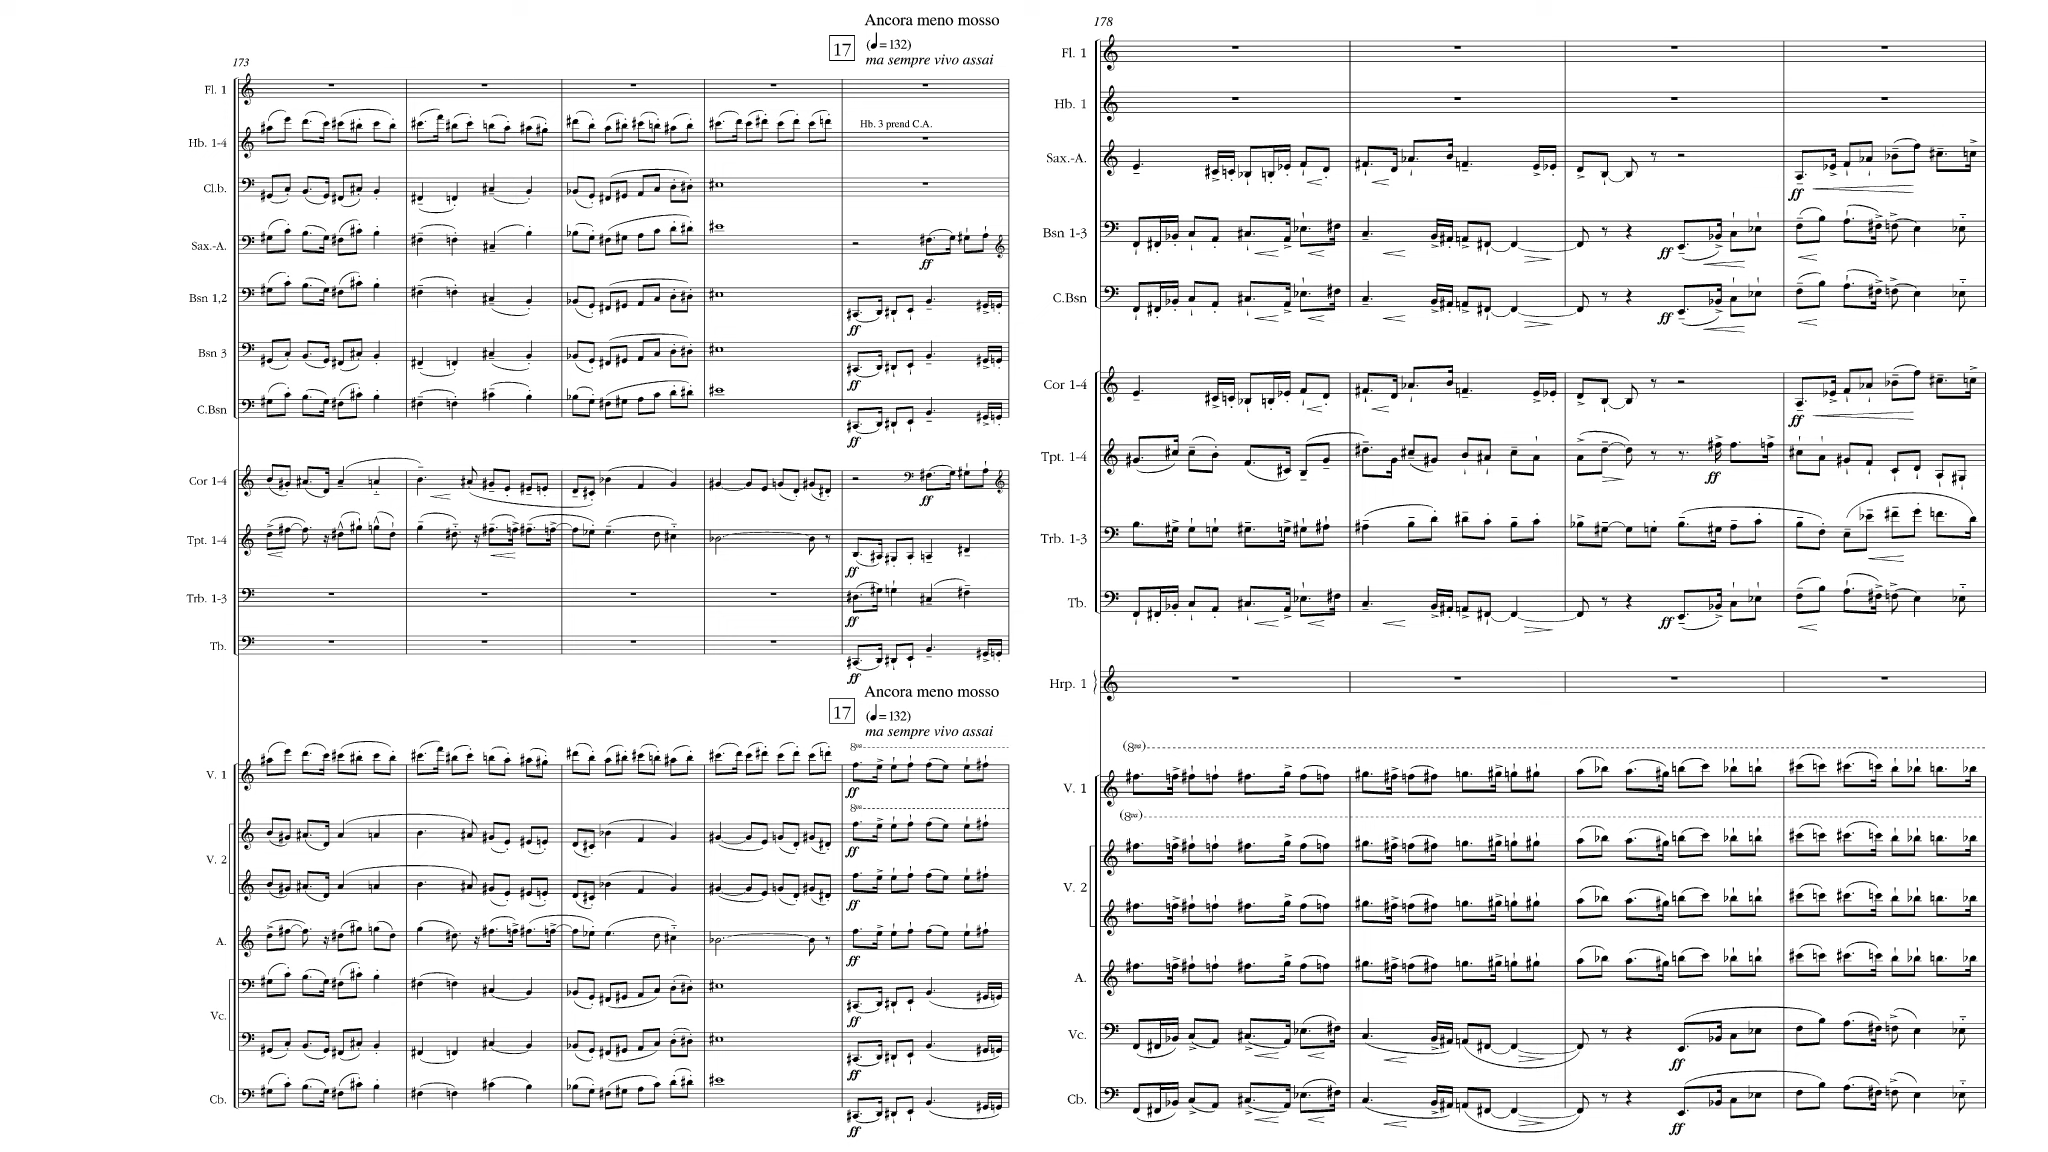 Ancora meno mosso
17
(♩=132)
ma sempre vivo assai
173
Fl. 1
Hb. 3 prend C.A.
Hb. 1-4
Cl.b.
Sax.-A.
ff
Bsn 1,2
ff
Bsn 3
ff
C.Bsn
ff
Cor 1-4
ff
Tpt. 1-4
ff
Trb. 1-3
ff
Tb.
ff
Ancora meno mosso
17
(♩=132)
ma sempre vivo assai
8va
V. 1
ff
8va
V. 2
ff
ff
A.
ff
Vc.
ff
ff
Cb.
ff
178
Fl. 1
Hb. 1
Sax.-A.
ff
Bsn 1-3
ff
C.Bsn
ff
Cor 1-4
ff
Tpt. 1-4
ff
Trb. 1-3
Tb.
ff
Hrp. 1
(8va)
V. 1
(8va)
V. 2
A.
Vc.
ff
Cb.
ff